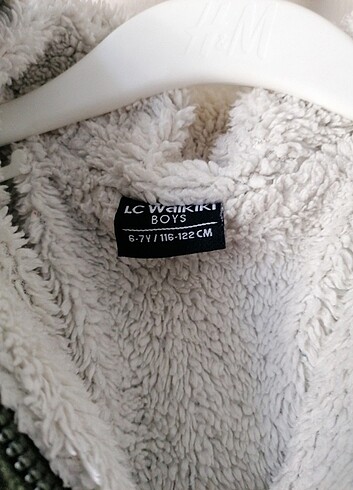 H&M
LC Waikiki
BOYS
6-7Y / 116-122 CM